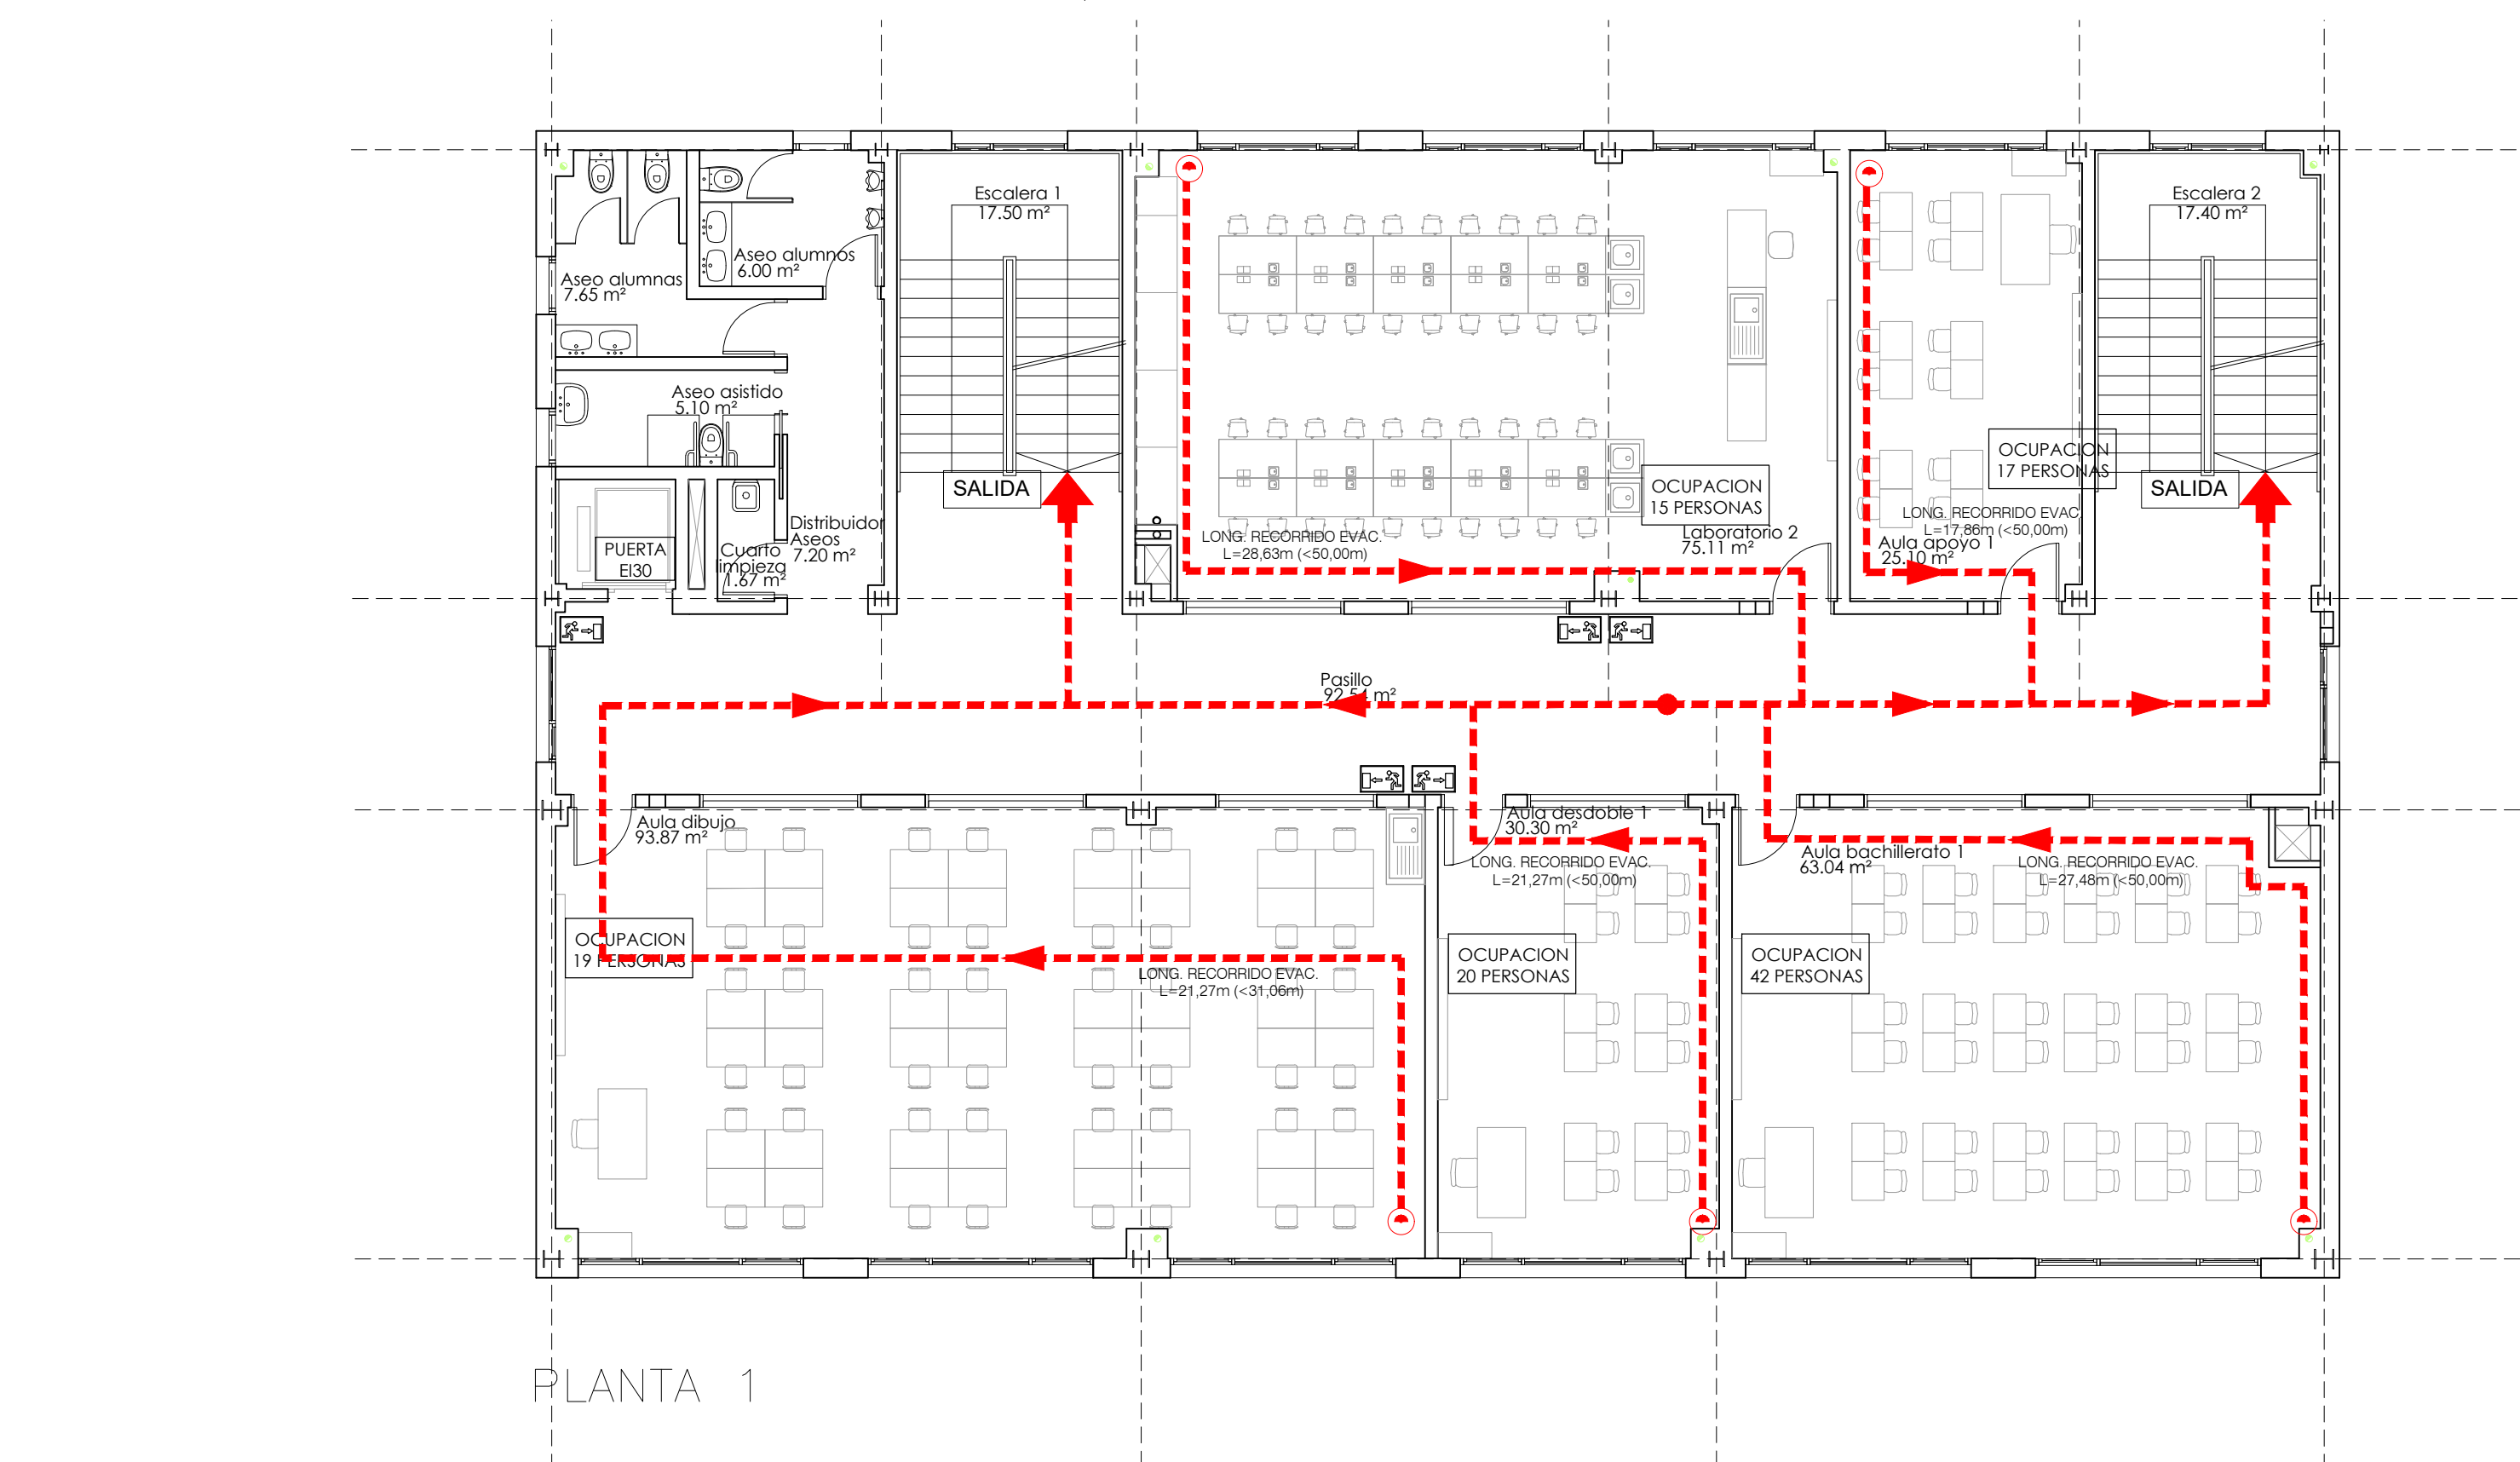 Escalera 1
17.50 m²
Escalera 2
17.40 m²
Aseo alumnos
6.00 m²
Aseo alumnas
7.65 m²
Aseo asistido
5.10 m²
OCUPACION
15 PERSONAS
OCUPACION
17 PERSONAS
SALIDA
SALIDA
PUERTA
EI30
Cuarto
limpieza
1.67 m²
Distribuidor
Aseos
7.20 m²
LONG. RECORRIDO EVAC.
L=28,63m (<50,00m)
Laboratorio 2
75.11 m²
LONG. RECORRIDO EVAC.
L=17,86m (<50,00m)
Aula apoyo 1
25.10 m²
Pasillo
92.54 m²
Aula dibujo
93.87 m²
Aula desdoble 1
30.30 m²
LONG. RECORRIDO EVAC.
L=21,27m (<50,00m)
Aula bachillerato 1
63.04 m²
LONG. RECORRIDO EVAC.
L=27,48m (<50,00m)
OCUPACION
19 PERSONAS
LONG. RECORRIDO EVAC.
L=21,27m (<31,06m)
OCUPACION
20 PERSONAS
OCUPACION
42 PERSONAS
PLANTA 1